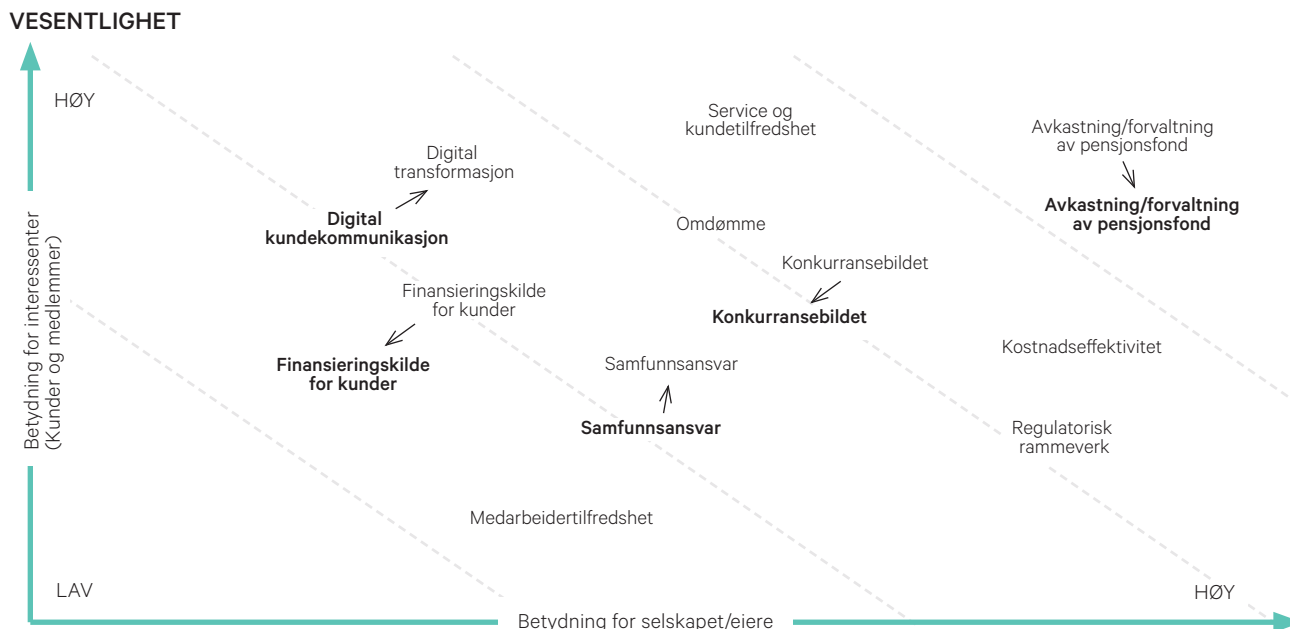 VESENTLIGHET
HØY
Betydning for interessenter
(Kunder og medlemmer)
Service og
kundetilfredshet
Avkastning/forvaltning
av pensjonsfond
Avkastning/forvaltning
av pensjonsfond
Digital
transformasjon
Digital
kundekommunikasjon
Omdømme
Konkurransebildet
Konkurransebildet
Finansieringskilde
for kunder
Finansieringskilde
for kunder
Samfunnsansvar
Samfunnsansvar
Kostnadseffektivitet
Regulatorisk
rammeverk
Medarbeidertilfredshet
LAV
HØY
Betydning for selskapet/eiere